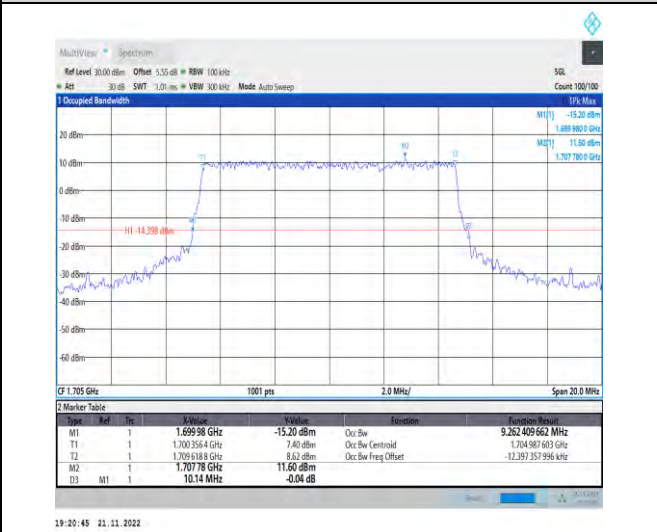 MultiView Spectrum
Ref Level 30.00 dBm Offset 5.55 dB RBW 100 kHz SGL
Att 30 dB SWT 1.01 ms VBW 300 kHz Mode Auto Sweep Count 100/100
1 Occupied Bandwidth 1Pk Max
M1[1] -15.20 dBm
1.699 980 0 GHz
20 dBm M2[1] 11.60 dBm
1.707 780 0 GHz
M2
T1
10 dBm
0 dBm
-10 dBm
H1 -14.398 dBm
-20 dBm
-30 dBm
-40 dBm
-50 dBm
-60 dBm
CF 1.705 GHz 1001 pts 2.0 MHz/ Span 20.0 MHz
2 Marker Table
Type Ref Trc X-Value Y-Value Function Function Result
M1 1 1.699 98 GHz -15.20 dBm Occ Bw 9.262 409 662 MHz
T1 1 1.700 356 4 GHz 7.40 dBm Occ Bw Centroid 1.704 987 603 GHz
T2 1 1.709 618 8 GHz 8.62 dBm Occ Bw Freq Offset -12.397 357 996 kHz
M2 1 1.707 78 GHz 11.60 dBm
D3 M1 1 10.14 MHz -0.04 dB
19:20:45 21.11.2022